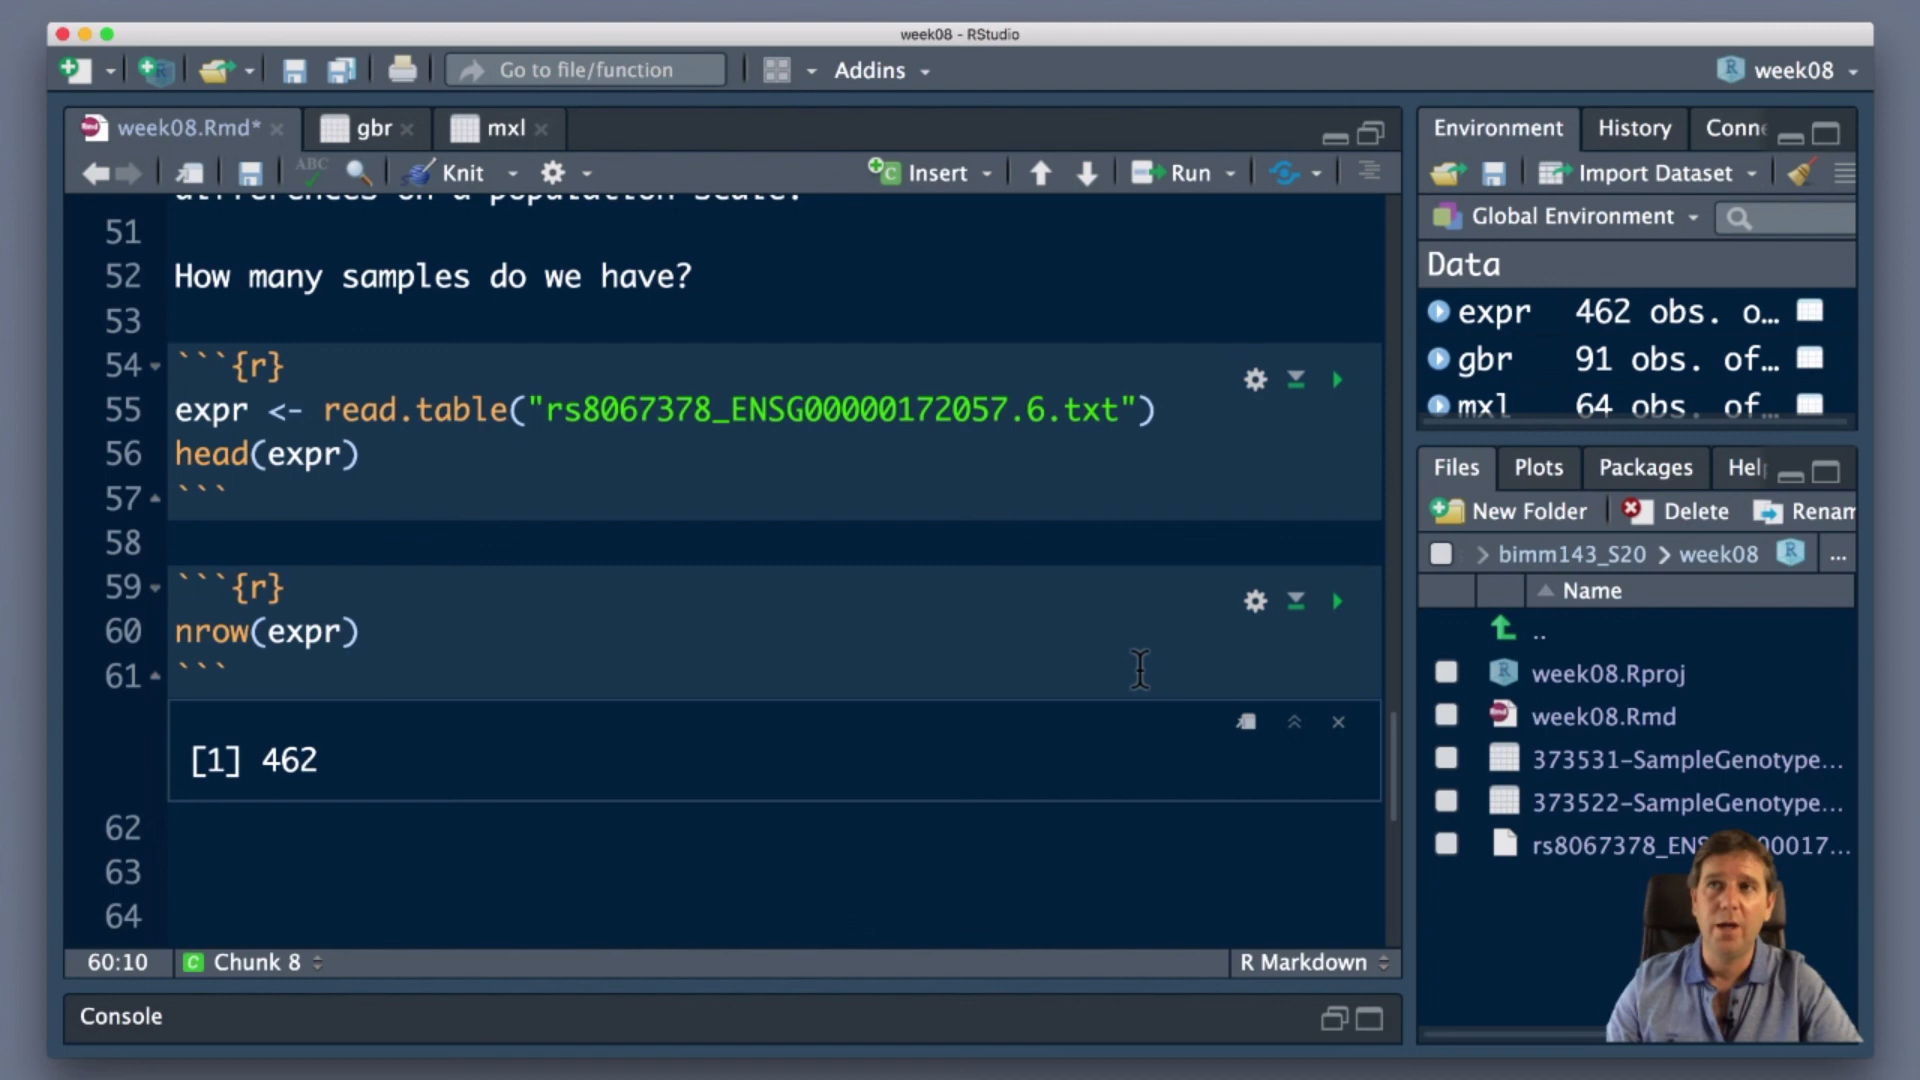 week08 - RStudio
Go to file/function
Addins
week08
week08.Rmd*
gbr
mxl
ABC
Knit
Insert
Run
51
52 How many samples do we have?
53
54 ```{r}
55 expr <- read.table("rs8067378_ENSG00000172057.6.txt")
56 head(expr)
57 ```
58
59 ```{r}
60 nrow(expr)
61 ```
[1] 462
62
63
64
60:10
Chunk 8
R Markdown
Console
Environment
History
Conne
Import Dataset
Global Environment
Data
expr 462 obs. o…
gbr 91 obs. of…
mxl 64 obs. of…
Files
Plots
Packages
Hel
New Folder
Delete
Renam
bimm143_S20 > week08
...
Name
..
week08.Rproj
week08.Rmd
373531-SampleGenotype...
373522-SampleGenotype...